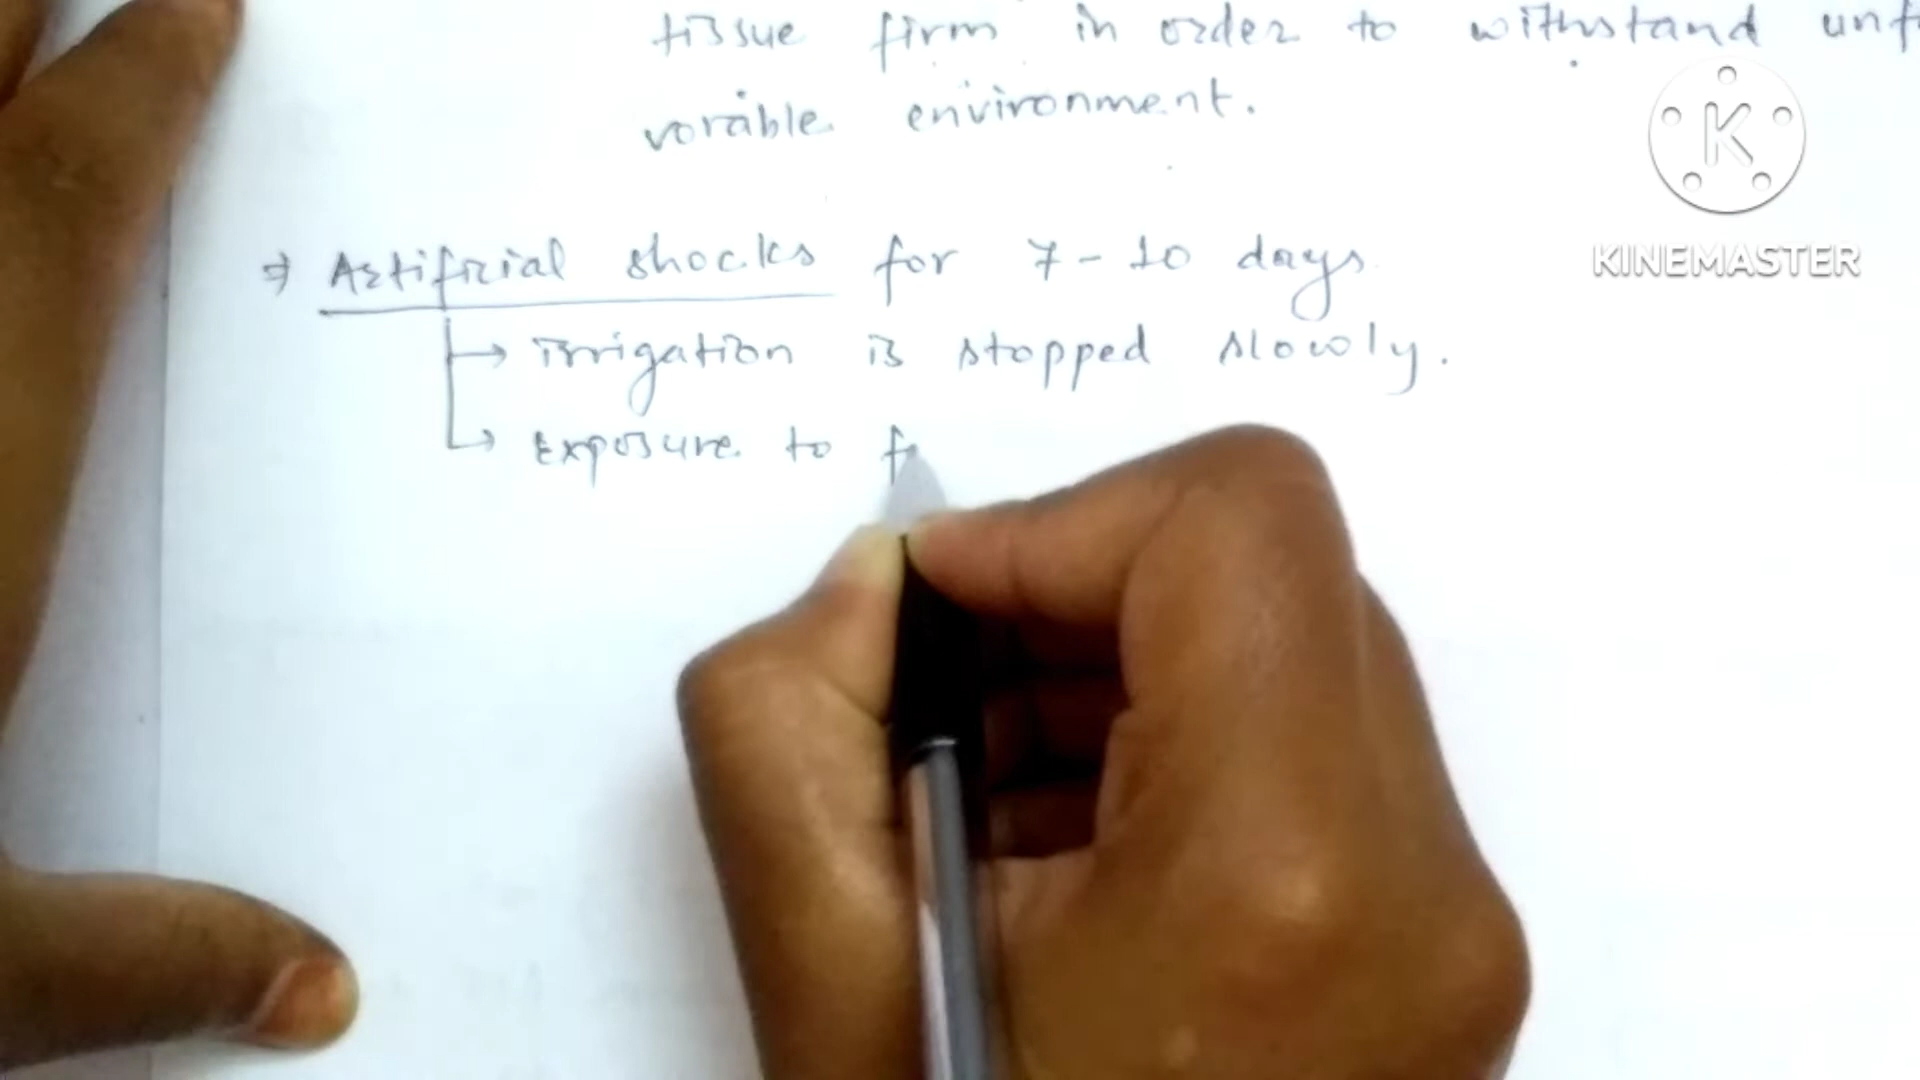 tissue firm in order to withstand unf
vorable environment.
⇒ Artificial shocks for 7-10 days
→ irrigation is stopped slowly.
→ Exposure to f
K
KINEMASTER